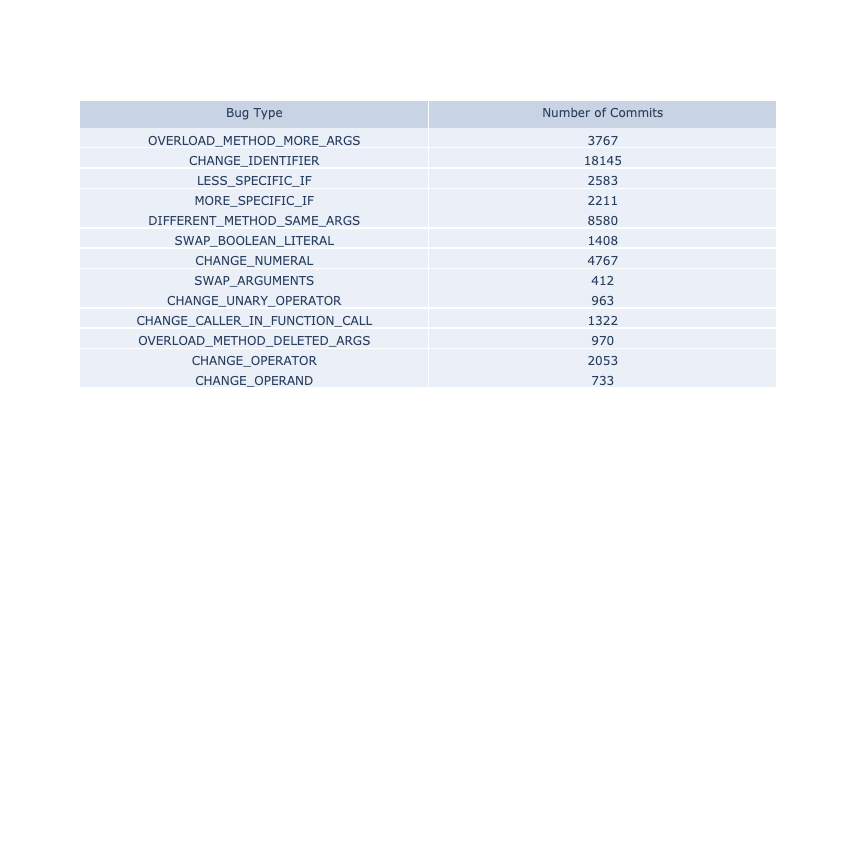 Bug Type Number of Commits
OVERLOAD_METHOD_MORE_ARGS 3767
CHANGE_IDENTIFIER 18145
LESS_SPECIFIC_IF 2583
MORE_SPECIFIC_IF 2211
DIFFERENT_METHOD_SAME_ARGS 8580
SWAP_BOOLEAN_LITERAL 1408
CHANGE_NUMERAL 4767
SWAP_ARGUMENTS 412
CHANGE_UNARY_OPERATOR 963
CHANGE_CALLER_IN_FUNCTION_CALL 1322
OVERLOAD_METHOD_DELETED_ARGS 970
CHANGE_OPERATOR 2053
CHANGE_OPERAND 733